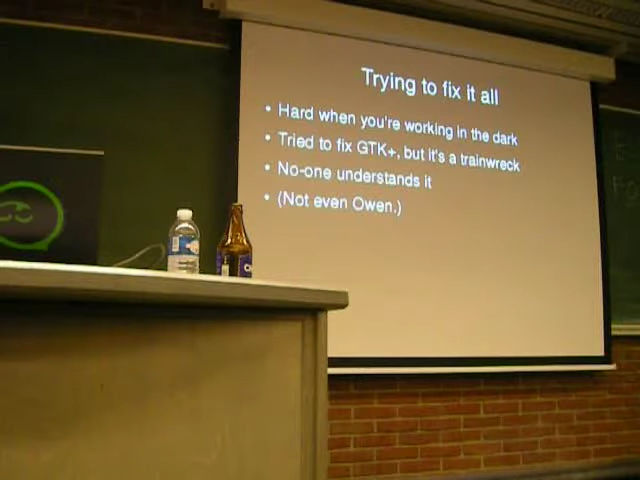 Trying to fix it all
• Hard when you're working in the dark
• Tried to fix GTK+, but it's a trainwreck
• No-one understands it
• (Not even Owen.)